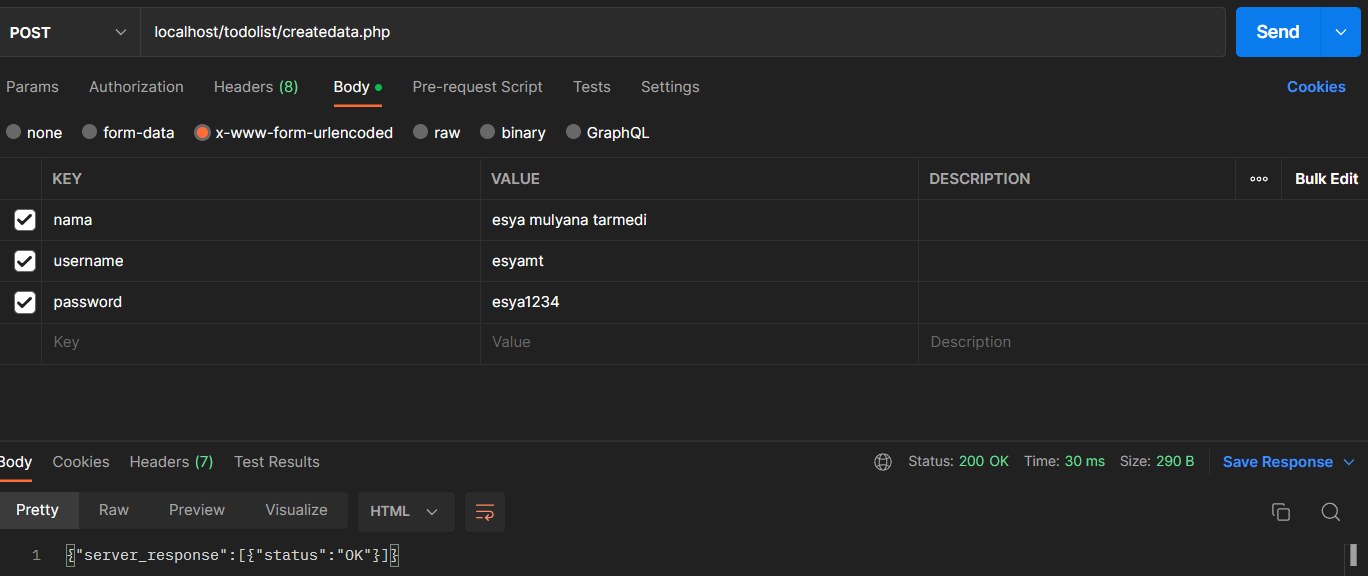 POST localhost/todolist/createdata.php Send
Params Authorization Headers (8) Body Pre-request Script Tests Settings Cookies
none form-data x-www-form-urlencoded raw binary GraphQL
KEY VALUE DESCRIPTION Bulk Edit
nama esya mulyana tarmedi
username esyamt
password esya1234
Key Value Description
Body Cookies Headers (7) Test Results Status: 200 OK Time: 30 ms Size: 290 B Save Response
Pretty Raw Preview Visualize HTML
1 {"server_response":[{"status":"OK"}]}